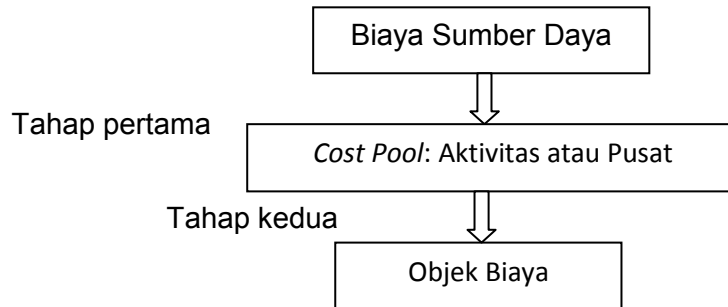 Biaya Sumber Daya
Tahap pertama
Cost Pool: Aktivitas atau Pusat
Tahap kedua
Objek Biaya